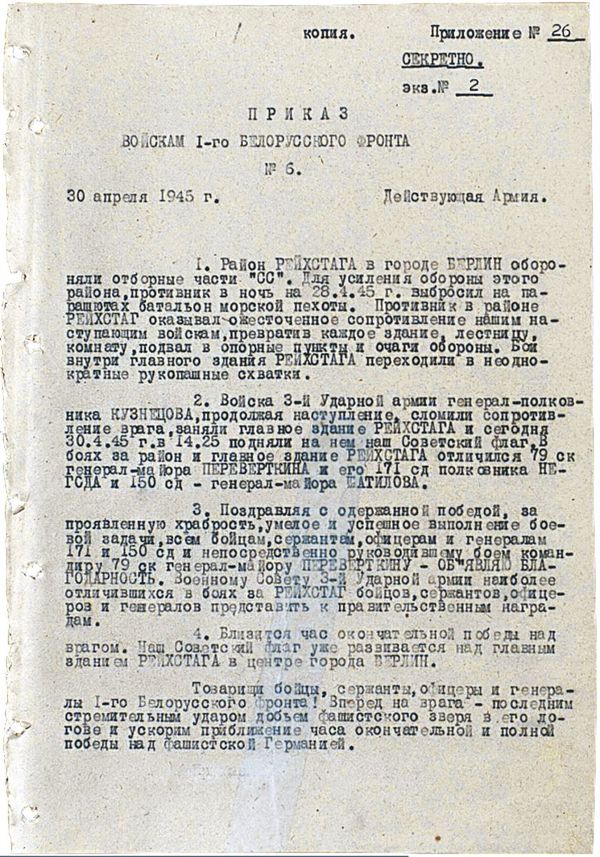 копия. Приложение № 26
СЕКРЕТНО.
экз.№ 2
ПРИКАЗ
ВОЙСКАМ I-го БЕЛОРУССКОГО ФРОНТА
№ 6.
30 апреля 1945 г. Действующая Армия.
1. Район РЕЙХСТАГА в городе БЕРЛИН оборо-
няли отборные части "СС". Для усиления обороны этого
района,противник в ночь на 28.4.45 г. выбросил на па-
рашютах батальон морской пехоты. Противник в районе
РЕЙХСТАГ оказывал ожесточенное сопротивление нашим на-
ступающим войскам,превратив каждое здание, лестницу,
комнату,подвал в опорные пункты и очаги обороны. Бои
внутри главного здания РЕЙХСТАГА переходили в неодно-
кратные рукопашные схватки.
2. Войска 3-й Ударной армии генерал-полков-
ника КУЗНЕЦОВА,продолжая наступление, сломили сопротив-
ление врага,заняли главное здание РЕЙХСТАГА и сегодня
30.4.45 г.в 14.25 подняли на нем наш Советский флаг.В
боях за район и главное здание РЕЙХСТАГА отличился 79 ск
генерал-майора ПЕРЕВЕРТКИНА и его 171 сд полковника НЕ-
ГОДА и 150 сд - генерал-майора ШАТИЛОВА.
3. Поздравляя с одержанной победой, за
проявленную храбрость,умелое и успешное выполнение бое-
вой задачи,всем бойцам,сержантам,офицерам и генералам
171 и 150 сд и непосредственно руководившему боем коман-
диру 79 ск генерал-майору ПЕРЕВЕРТКИНУ - ОБ"ЯВЛЯЮ БЛА-
ГОДАРНОСТЬ. Военному Совету 3-й Ударной армии наиболее
отличившихся в боях за РЕЙХСТАГ бойцов,сержантов,офице-
ров и генералов представить к правительственным награ-
дам.
4. Близится час окончательной победы над
врагом. Наш Советский флаг уже развивается над главным
зданием РЕЙХСТАГА в центре города БЕРЛИН.
Товарищи бойцы, сержанты,офицеры и генера-
лы I-го Белорусского фронта! Вперед на врага - последним
стремительным ударом добьем фашистского зверя в его ло-
гове и ускорим приближение часа окончательной и полной
победы над фашистской Германией.